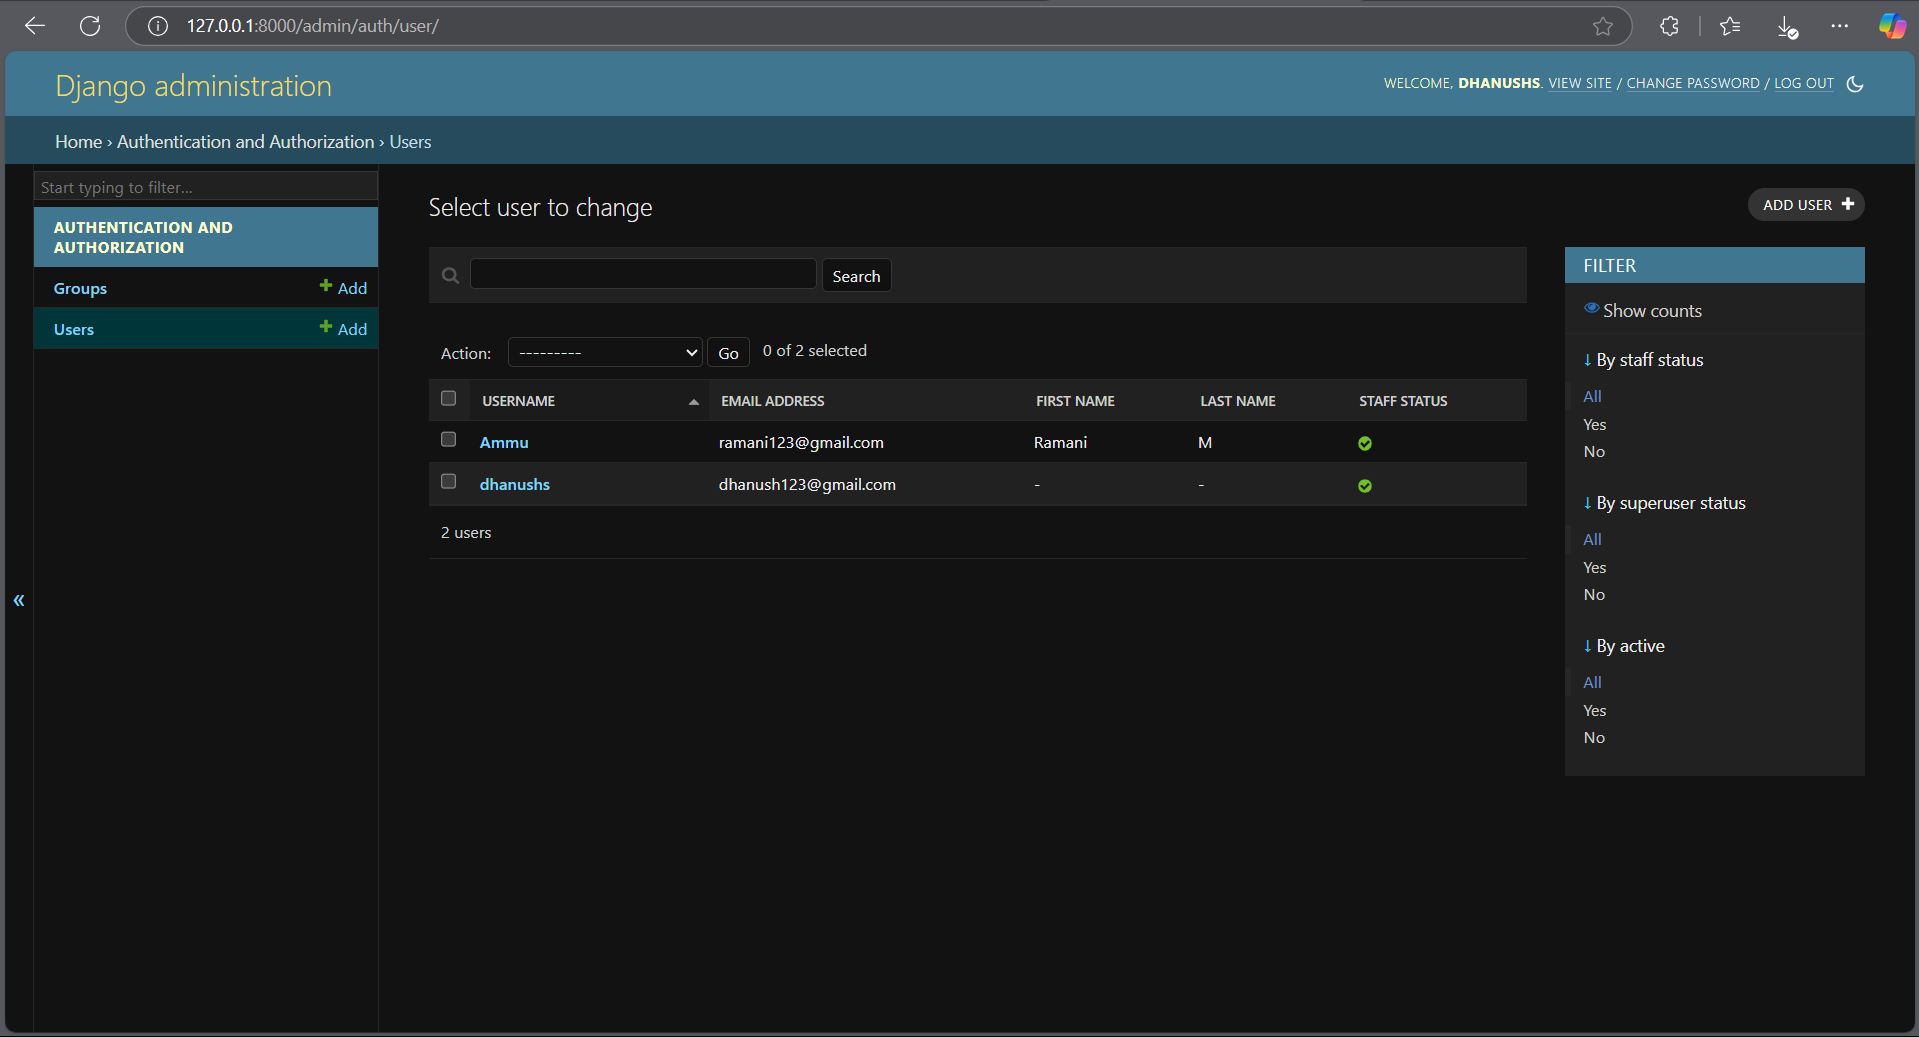 127.0.0.1:8000/admin/auth/user/
Django administration
WELCOME, DHANUSHS. VIEW SITE / CHANGE PASSWORD / LOG OUT
Home › Authentication and Authorization › Users
Start typing to filter...
AUTHENTICATION AND
AUTHORIZATION
Groups + Add
Users + Add
«
Select user to change
ADD USER +
Search
Action: --------- Go 0 of 2 selected
USERNAME EMAIL ADDRESS FIRST NAME LAST NAME STAFF STATUS
Ammu ramani123@gmail.com Ramani M
dhanushs dhanush123@gmail.com - -
2 users
FILTER
Show counts
↓ By staff status
All
Yes
No
↓ By superuser status
All
Yes
No
↓ By active
All
Yes
No